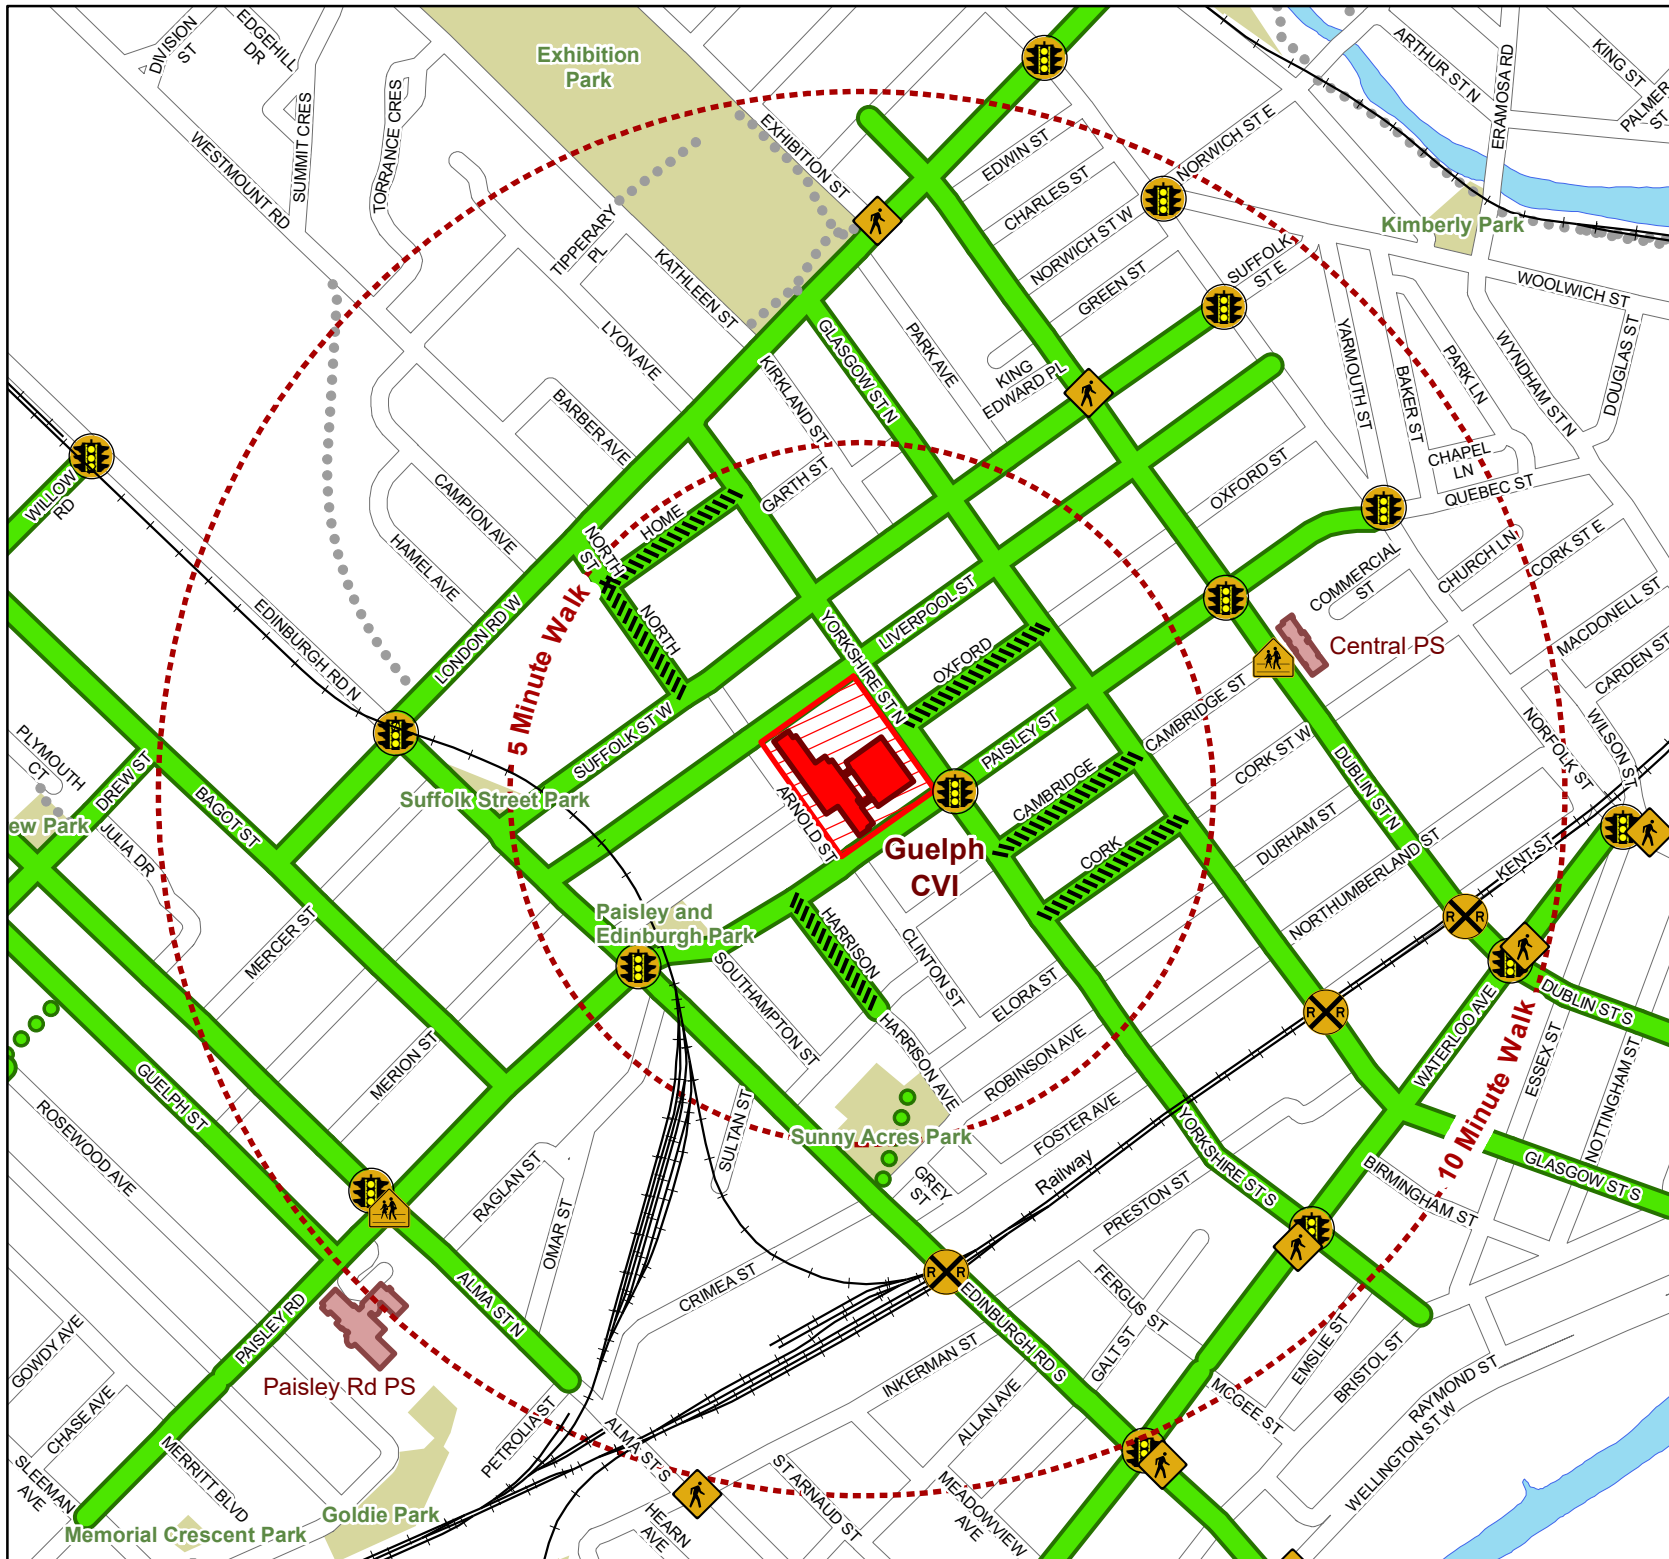 DIVISION
ST
EDGEHILL
DR
Exhibition
Park
ARTHUR ST N
ERAMOSA RD
KING ST
PALMER
ST
WESTMOUNT RD
SUMMIT CRES
TORRANCE CRES
EXHIBITION ST
EDWIN ST
NORWICH ST E
CHARLES ST
NORWICH ST W
Kimberly Park
TIPPERARY
PL
KATHLEEN ST
SUFFOLK
ST E
GREEN ST
WOOLWICH ST
LYON AVE
GLASGOW ST N
PARK AVE
KING
EDWARD PL
YARMOUTH ST
BAKER ST
PARK LN
WYNDHAM ST N
DOUGLAS ST
KIRKLAND ST
BARBER AVE
GARTH ST
CHAPEL
LN
QUEBEC ST
OXFORD ST
WILLOW
RD
CAMPION AVE
HAMEL AVE
NORTH
ST
HOME
NORTH
5 Minute Walk
COMMERCIAL
ST
CHURCH LN
CORK ST E
MACDONELL ST
CARDEN ST
EDINBURGH RD N
LONDON RD W
YORKSHIRE ST N
LIVERPOOL ST
OXFORD
Central PS
CAMBRIDGE ST
NORFOLK ST
WILSON ST
PLYMOUTH
CT
DREW ST
BAGOT ST
SUFFOLK ST W
PAISLEY ST
CORK ST W
DUBLIN ST N
Suffolk Street Park
ew Park
JULIA DR
ARNOLD ST
CAMBRIDGE
DURHAM ST
Guelph
CVI
CORK
KENT ST
NORTHUMBERLAND ST
MERCER ST
Paisley and
Edinburgh Park
HARRISON
CLINTON ST
SOUTHAMPTON ST
ELORA ST
DUBLIN ST S
MERION ST
HARRISON AVE
ROBINSON AVE
WATERLOO AVE
ESSEX ST
NOTTINGHAM ST
GUELPH ST
ROSEWOOD AVE
SULTAN ST
Sunny Acres Park
FOSTER AVE
YORKSHIRE ST S
10 Minute Walk
BIRMINGHAM ST
GLASGOW ST S
RAGLAN ST
OMAR ST
GREY
ST
Railway
PRESTON ST
CRIMEA ST
EDINBURGH RD S
FERGUS ST
ALMA ST N
PAISLEY RD
GOWDY AVE
CHASE AVE
Paisley Rd PS
INKERMAN ST
GALT ST
EMSLIE ST
BRISTOL ST
RAYMOND ST
ALLAN AVE
MCGEE ST
WELLINGTON ST W
PETROLIA ST
ALMA ST S
MERRITT BLVD
SLEEMAN
AVE
Goldie Park
Memorial Crescent Park
HEARN
AVE
ST ARNAUD ST
MEADOWVIEW
AVE
R R
R R
R R